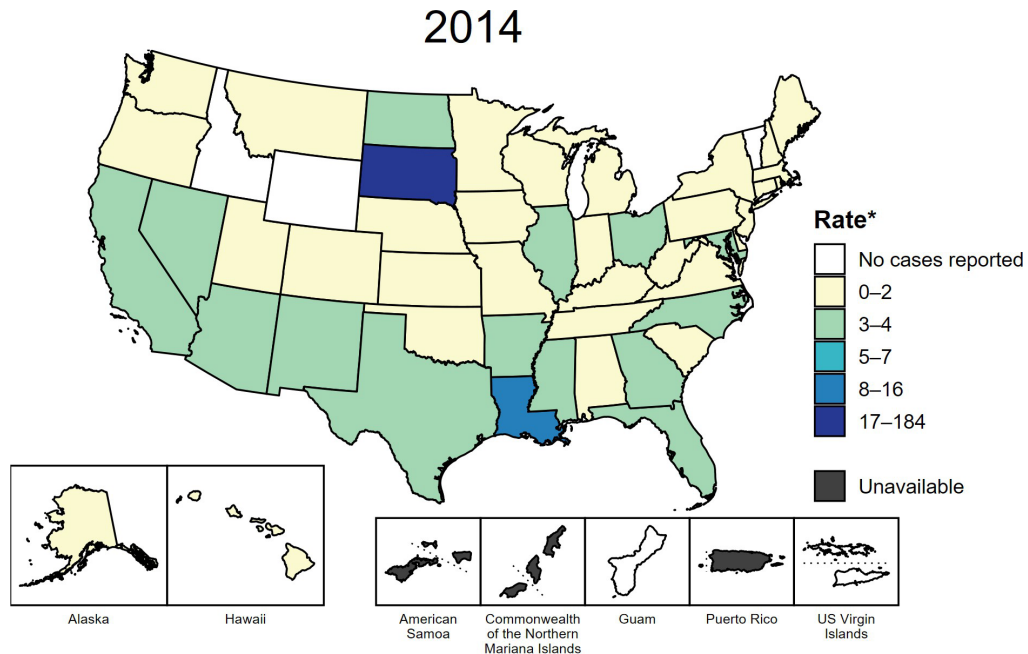 2014
Rate*
No cases reported
0–2
3–4
5–7
8–16
17–184
Unavailable
Alaska
Hawaii
American
Samoa
Commonwealth
of the Northern
Mariana Islands
Guam
Puerto Rico
US Virgin
Islands